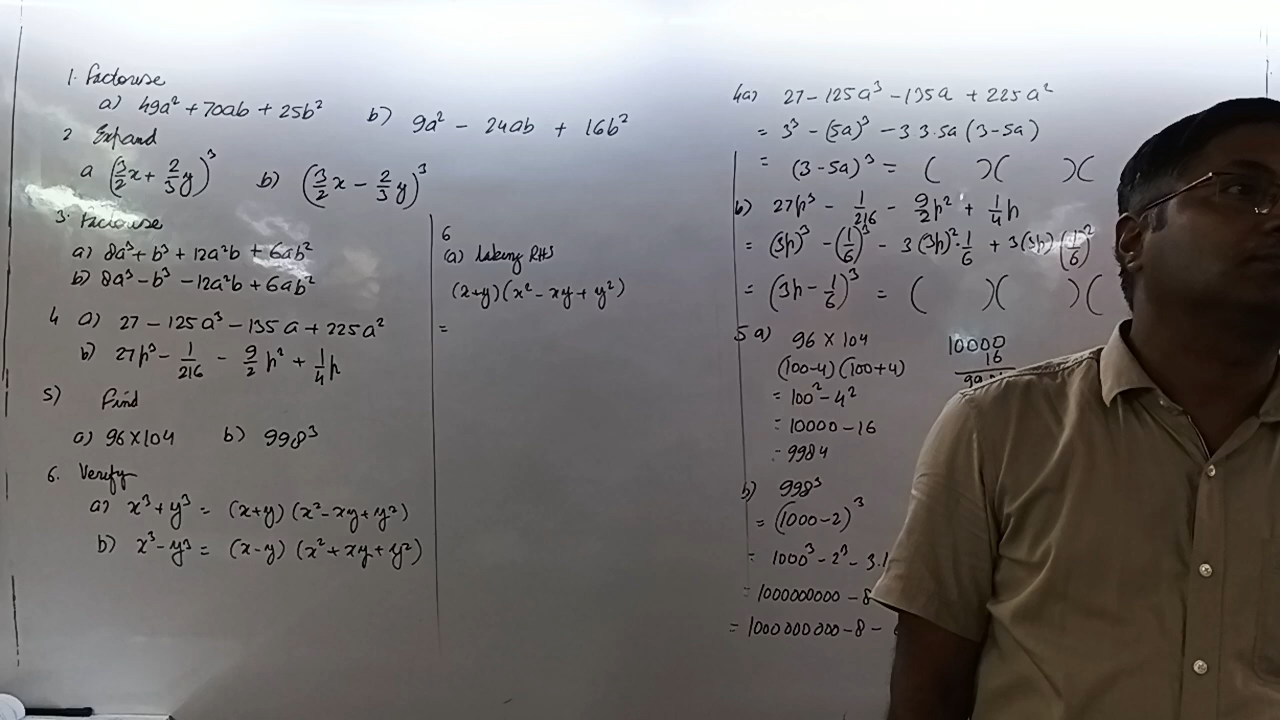 1. Factorise
a) 49a² + 70ab + 25b² b) 9a² - 24ab + 16b²
2 Expand
a (3/2x + 2/3y)³ b) (3/2x - 2/3y)³
3. Factorise
a) 8a³ + b³ + 12a²b + 6ab²
b) 8a³ - b³ - 12a²b + 6ab²
4 a) 27 - 125a³ - 135a + 225a²
b) 27p³ - 1/216 - 9/2p² + 1/4p
5) Find
a) 96 × 104 b) 998³
6. Verify
a) x³ + y³ = (x+y) (x² - xy + y²)
b) x³ - y³ = (x-y) (x² + xy + y²)
6
(a) taking RHS
(x+y)(x² - xy + y²)
=
4a) 27 - 125a³ - 135a + 225a²
= 3³ - (5a)³ - 3 3.5a (3-5a)
= (3-5a)³ = ( )( )(
b) 27p³ - 1/216 - 9/2p² + 1/4p
= (3p)³ - (1/6)³ - 3(3p)².1/6 + 3(3p)(1/6)²
= (3p - 1/6)³ = ( )( )(
5 a) 96 × 104
(100-4)(100+4)
= 100² - 4²
= 10000 - 16
= 9984
10000
16
b) 998³
= (1000-2)³
= 1000³ - 2³ - 3.1
= 1000000000 - 8
= 1000000000 - 8 -